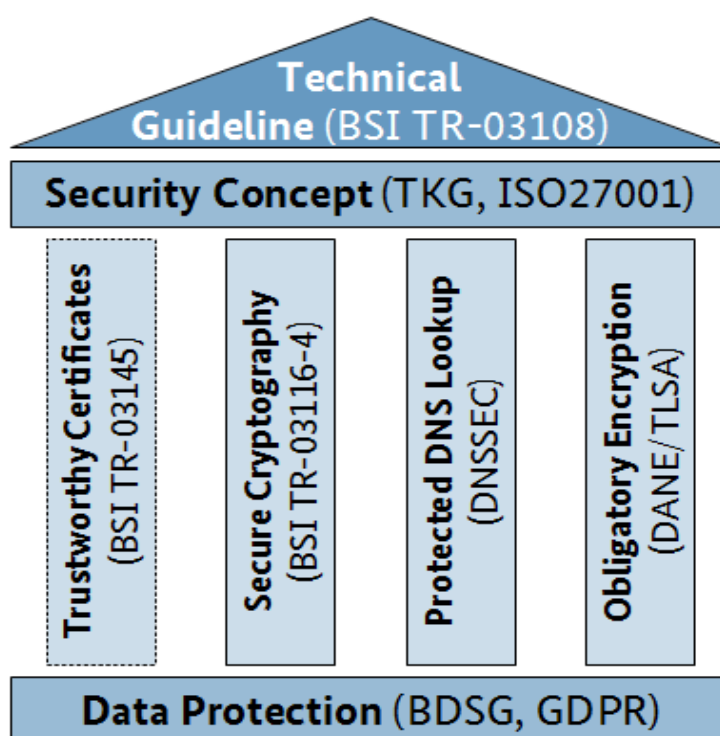 Technical
Guideline (BSI TR-03108)
Security Concept (TKG, ISO27001)
Trustworthy Certificates
(BSI TR-03145)
Secure Cryptography
(BSI TR-03116-4)
Protected DNS Lookup
(DNSSEC)
Obligatory Encryption
(DANE/TLSA)
Data Protection (BDSG, GDPR)